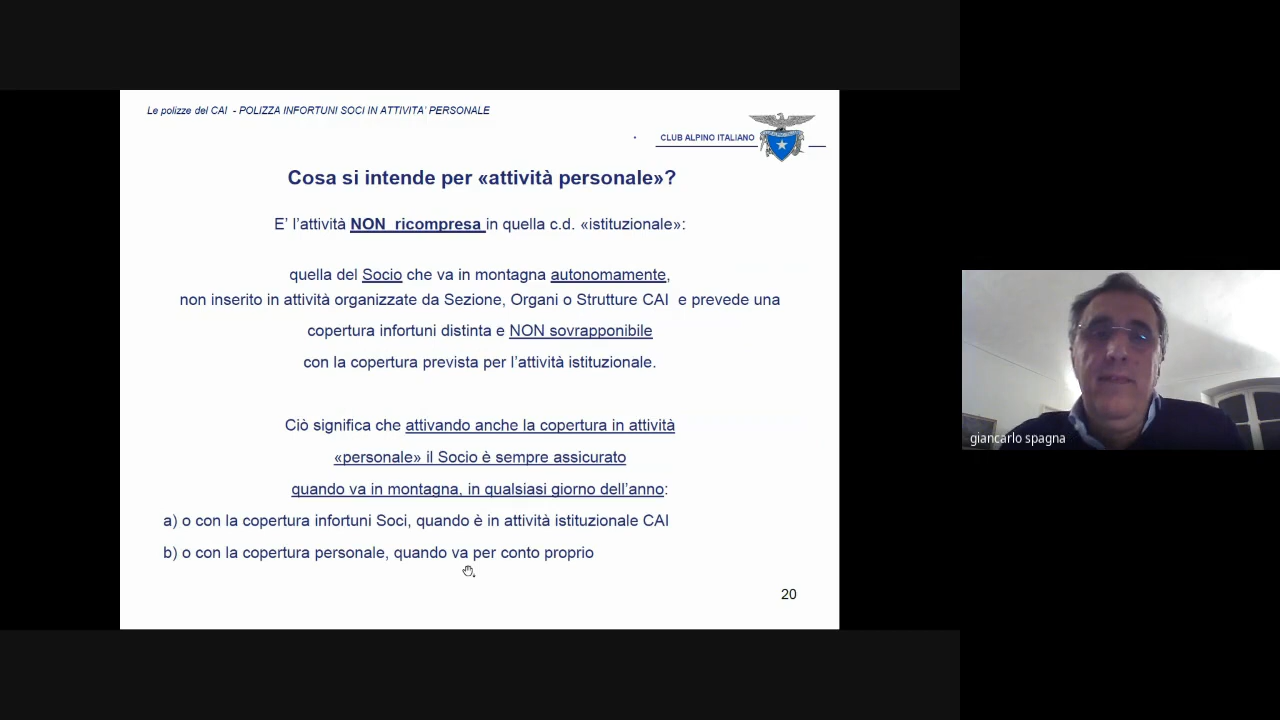 Le polizze del CAI - POLIZZA INFORTUNI SOCI IN ATTIVITA' PERSONALE
CLUB ALPINO ITALIANO
Cosa si intende per «attività personale»?
E' l'attività NON ricompresa in quella c.d. «istituzionale»:
quella del Socio che va in montagna autonomamente,
non inserito in attività organizzate da Sezione, Organi o Strutture CAI e prevede una
copertura infortuni distinta e NON sovrapponibile
con la copertura prevista per l'attività istituzionale.
Ciò significa che attivando anche la copertura in attività
«personale» il Socio è sempre assicurato
quando va in montagna, in qualsiasi giorno dell'anno:
a) o con la copertura infortuni Soci, quando è in attività istituzionale CAI
b) o con la copertura personale, quando va per conto proprio
20
giancarlo spagna